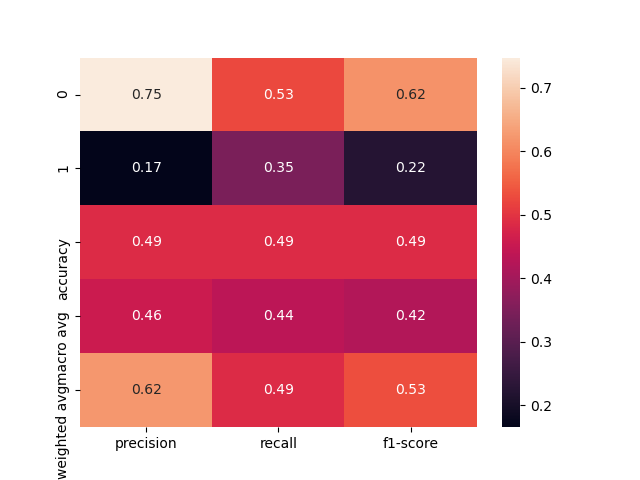 0
0.75 0.53 0.62
1
0.17 0.35 0.22
accuracy
0.49 0.49 0.49
macro avg
0.46 0.44 0.42
weighted avg
0.62 0.49 0.53
precision recall f1-score
0.7
0.6
0.5
0.4
0.3
0.2